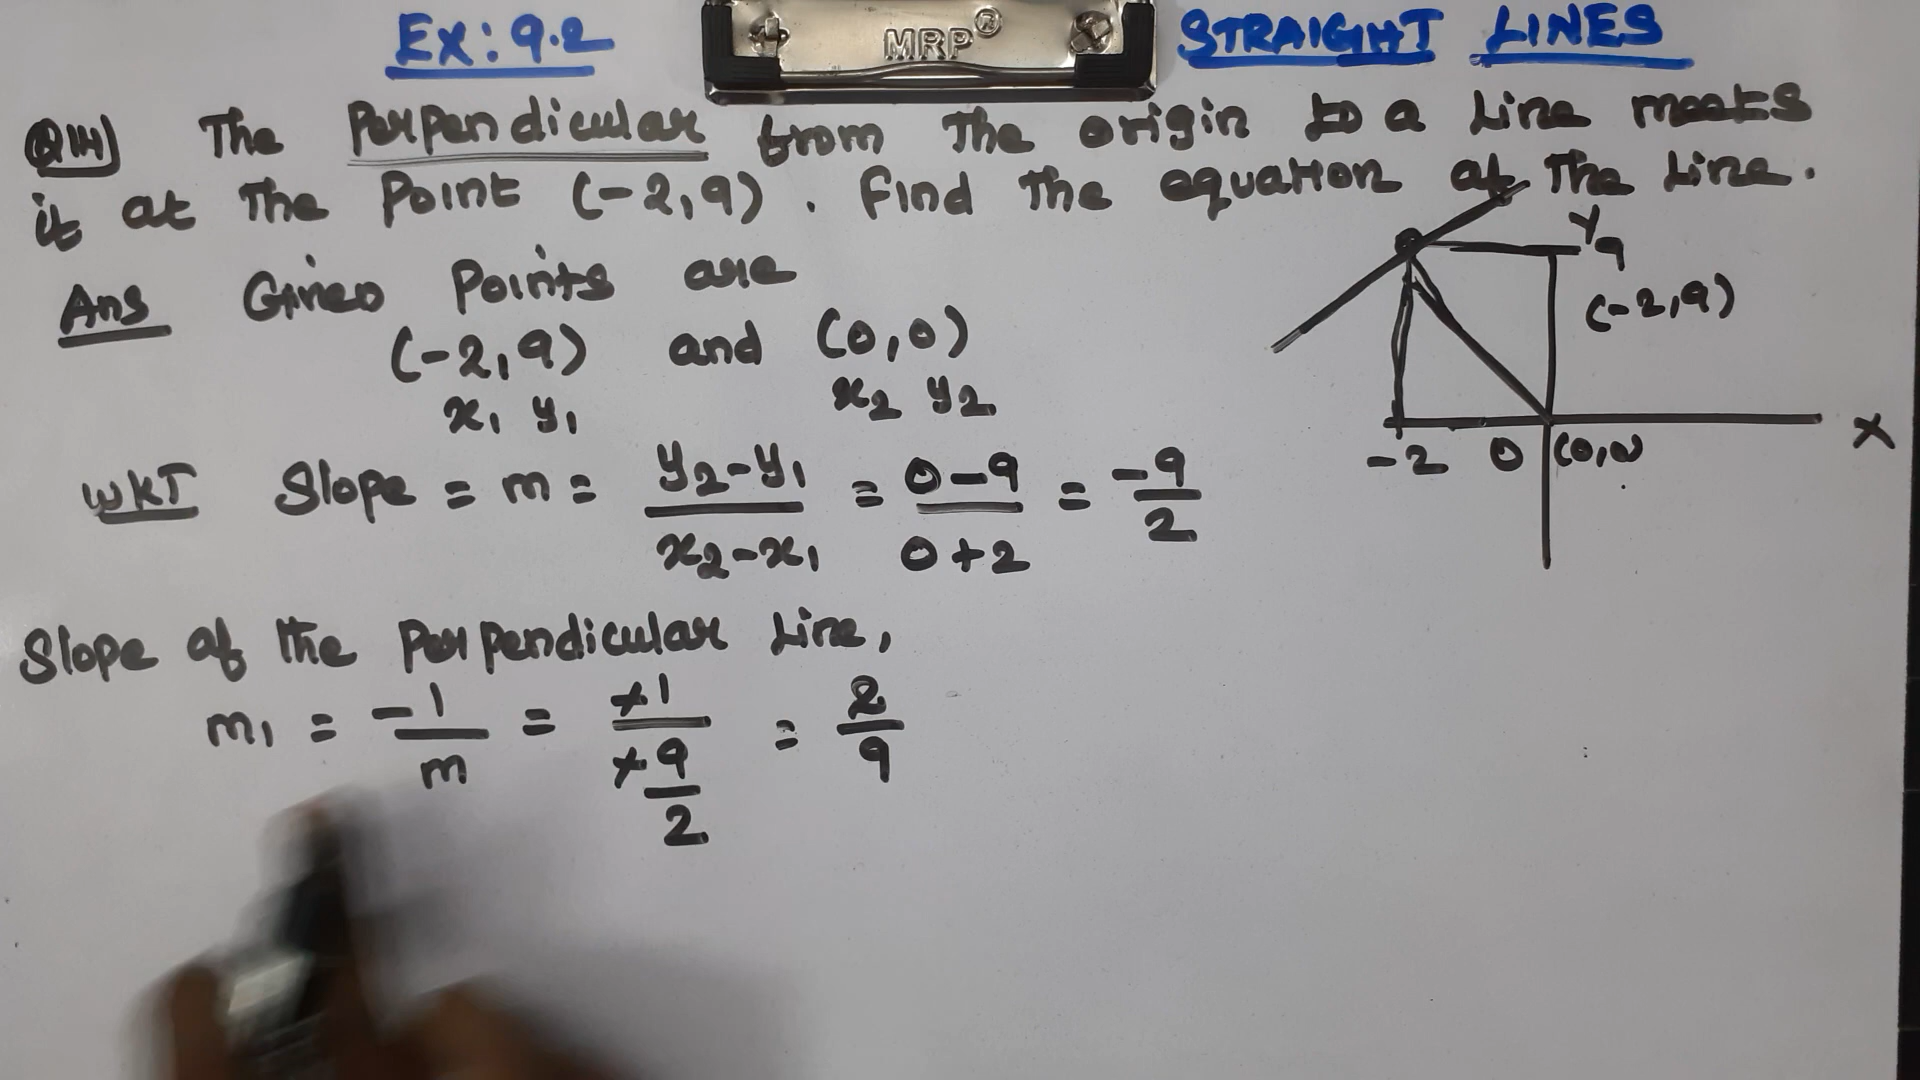 EX: 9.2
MRP®
STRAIGHT LINES
Q14) The Perpendicular from The origin to a Line meets
it at The Point (-2,9). Find The equation of The Line.
Ans Given Points are
(-2,9) and (0,0)
x₁ y₁ x₂ y₂
WKT Slope = m = y₂-y₁/x₂-x₁ = 0-9/0+2 = -9/2
Slope of the Perpendicular Line,
m₁ = -1/m = -1/-9/2 = 2/9
Y
9
(-2,9)
X
-2 0 (0,0)